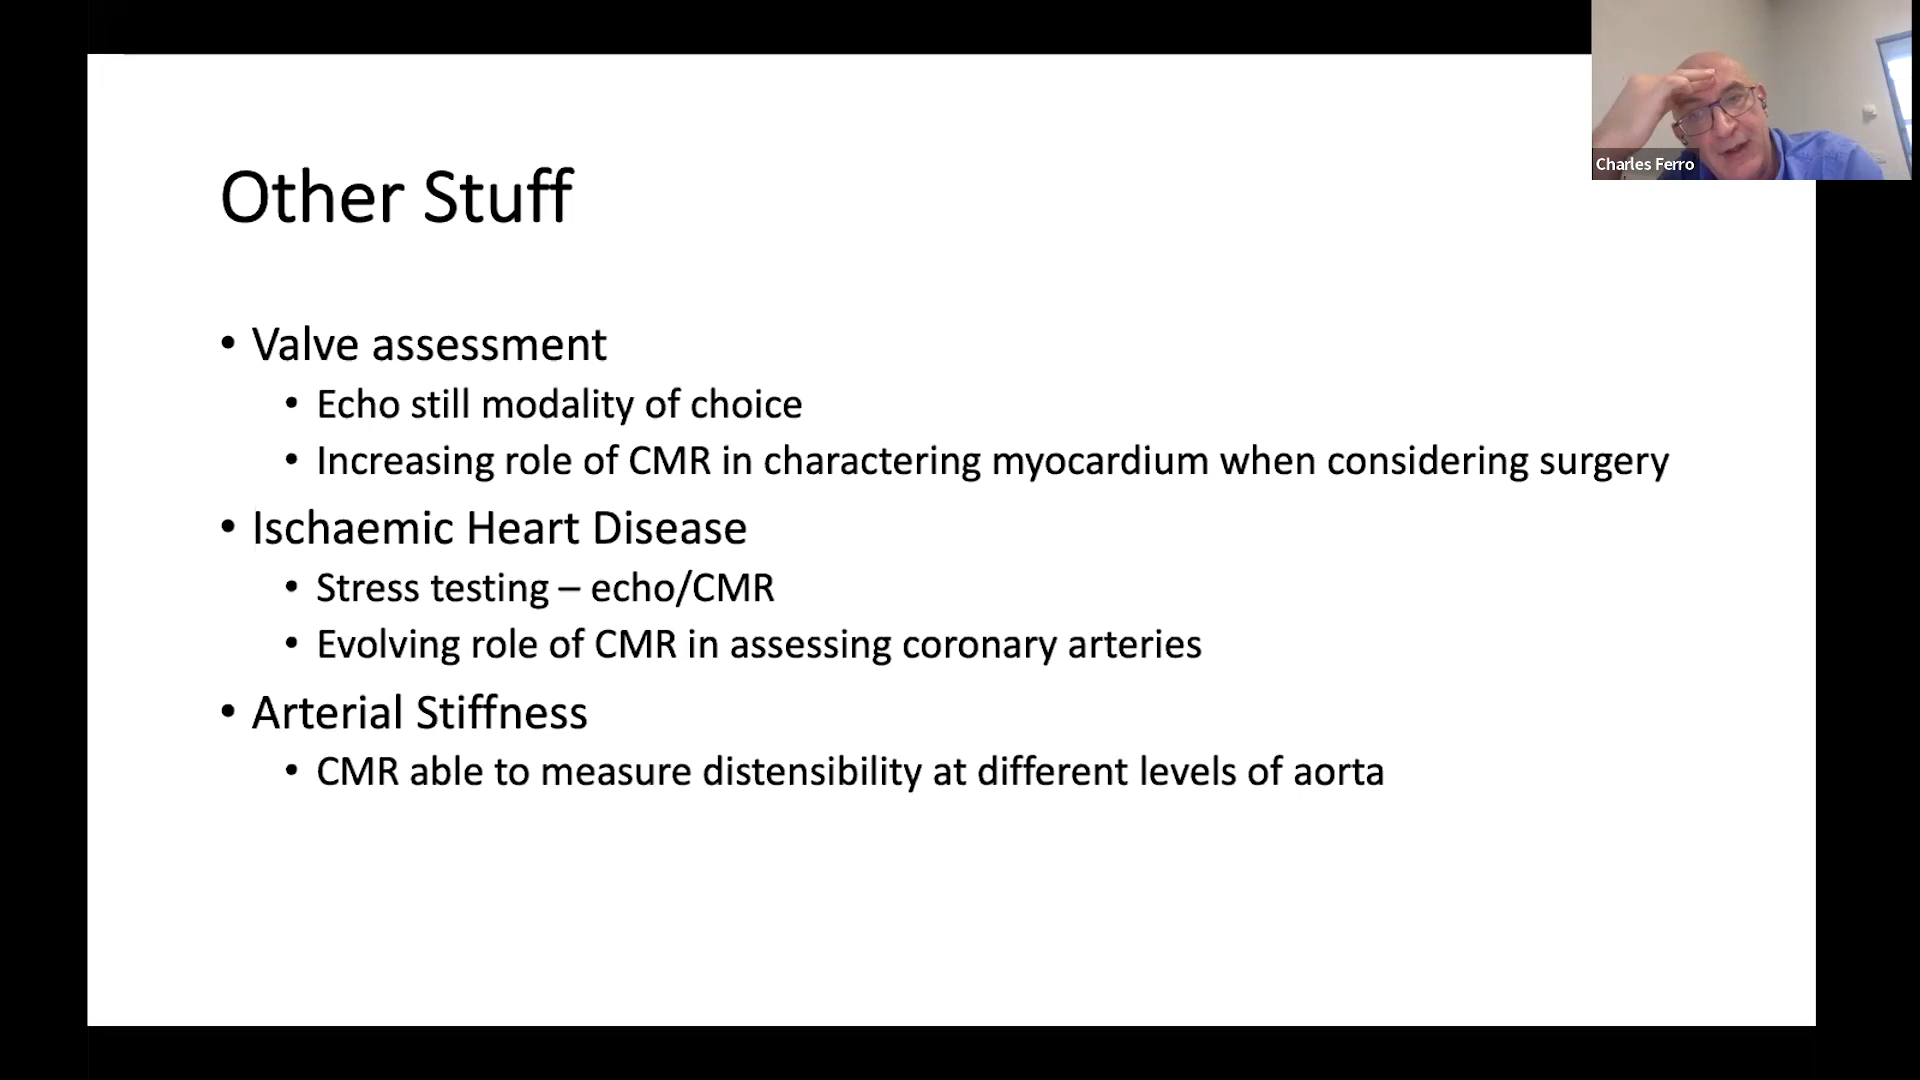 Charles Ferro
Other Stuff
• Valve assessment
• Echo still modality of choice
• Increasing role of CMR in charactering myocardium when considering surgery
• Ischaemic Heart Disease
• Stress testing – echo/CMR
• Evolving role of CMR in assessing coronary arteries
• Arterial Stiffness
• CMR able to measure distensibility at different levels of aorta